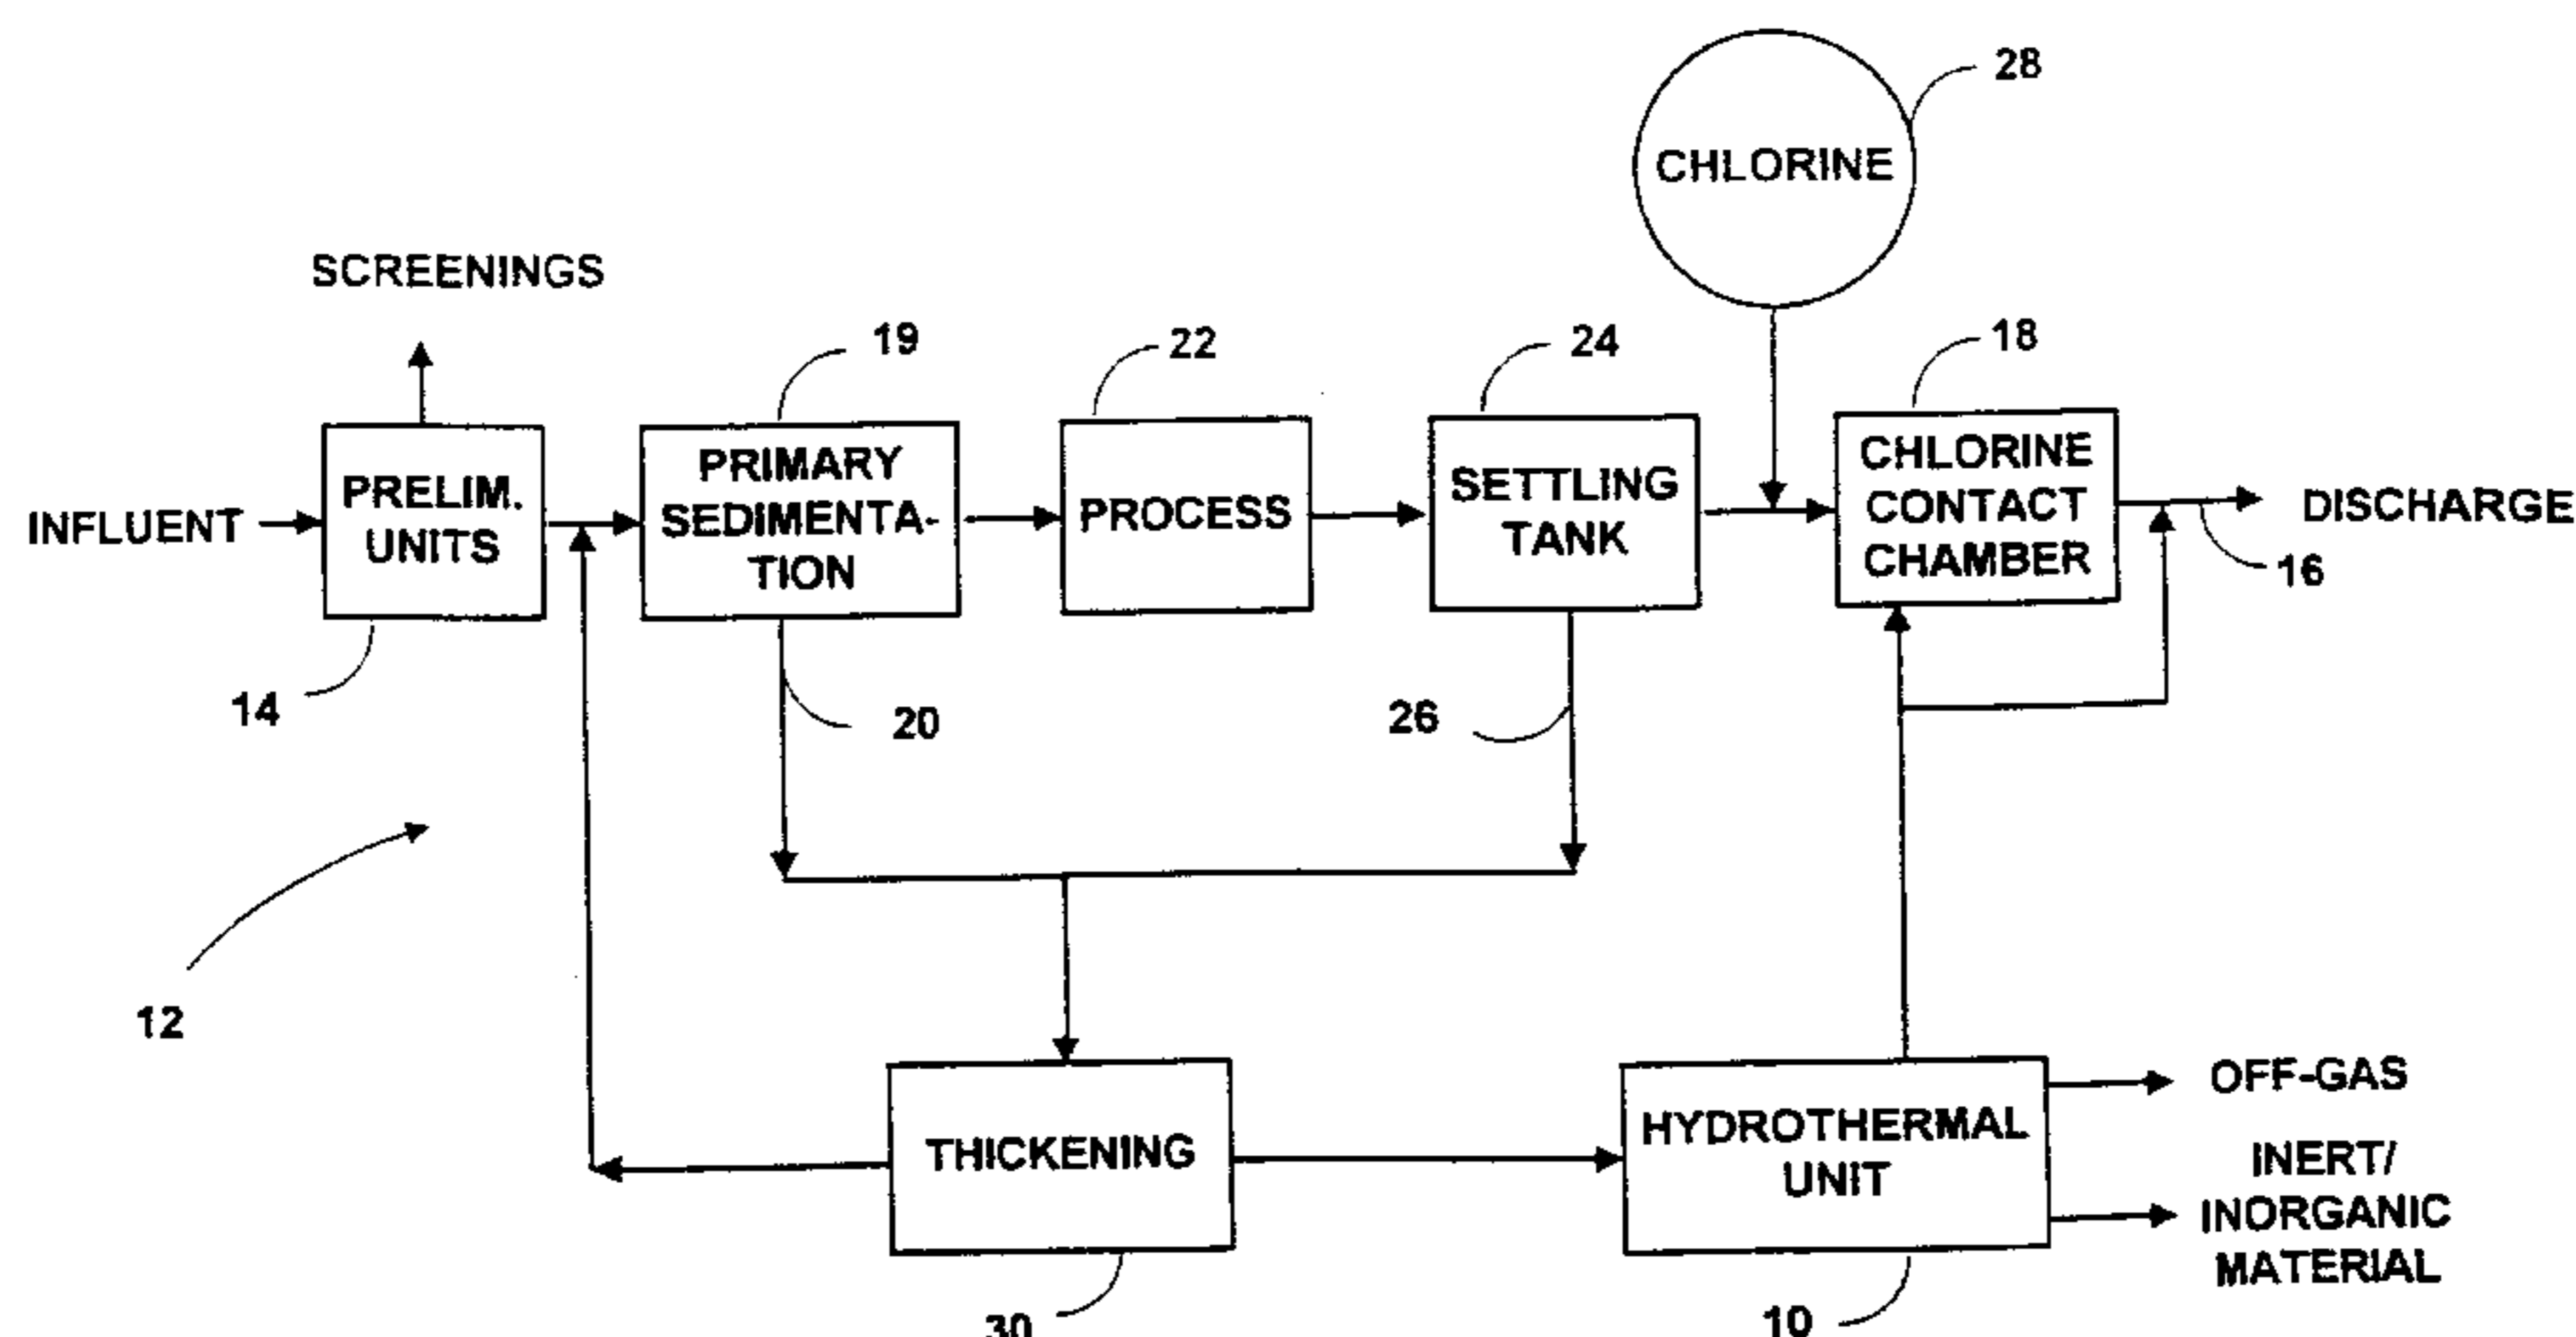 28
CHLORINE
SCREENINGS
19
22
24
18
INFLUENT
PRELIM.
UNITS
PRIMARY
SEDIMENTA-
TION
PROCESS
SETTLING
TANK
CHLORINE
CONTACT
CHAMBER
DISCHARGE
16
14
20
26
12
THICKENING
HYDROTHERMAL
UNIT
OFF-GAS
INERT/
INORGANIC
MATERIAL
30
10